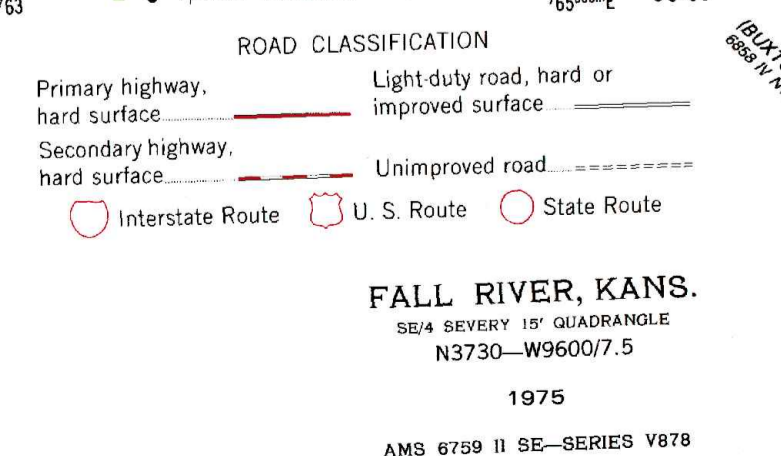 763
ROAD CLASSIFICATION
Primary highway,
hard surface
Light-duty road, hard or
improved surface
Secondary highway,
hard surface
Unimproved road
Interstate Route
U. S. Route
State Route
FALL RIVER, KANS.
SE/4 SEVERY 15' QUADRANGLE
N3730—W9600/7.5
1975
AMS 6759 II SE—SERIES V878